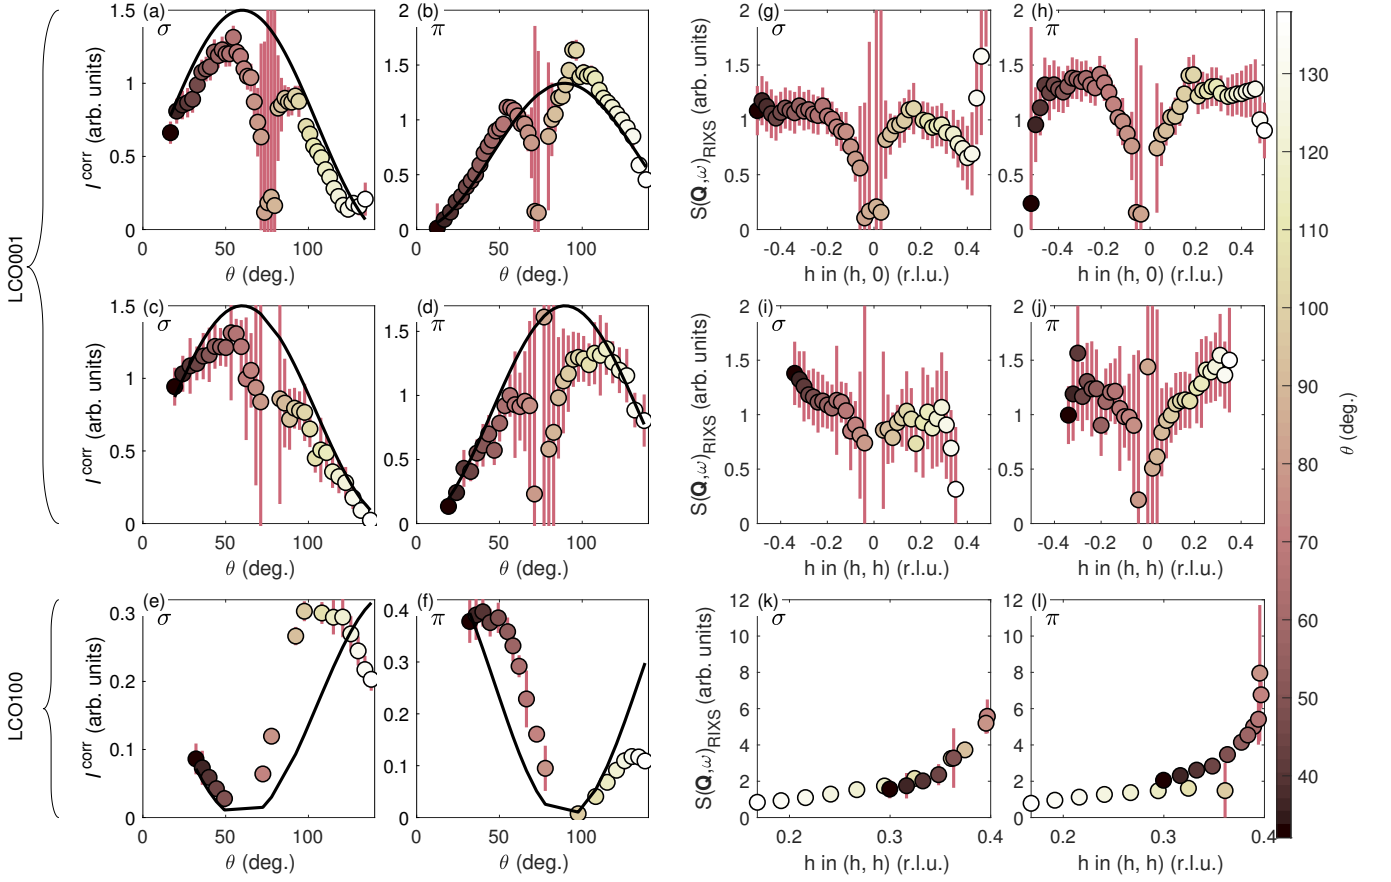 LCO001
(a) σ
1.5
1
0.5
0
0 50 100
I^corr (arb. units)
θ (deg.)
(b) π
2
1.5
1
0.5
0
0 50 100
θ (deg.)
(g) σ
2
1.5
1
0.5
0
-0.4 -0.2 0 0.2 0.4
S(Q,ω)RIXS (arb. units)
h in (h, 0) (r.l.u.)
(h) π
2
1.5
1
0.5
0
-0.4 -0.2 0 0.2 0.4
h in (h, 0) (r.l.u.)
(c) σ
1.5
1
0.5
0
0 50 100
I^corr (arb. units)
θ (deg.)
(d) π
1.5
1
0.5
0
0 50 100
θ (deg.)
(i) σ
2
1.5
1
0.5
0
-0.4 -0.2 0 0.2 0.4
S(Q,ω)RIXS (arb. units)
h in (h, h) (r.l.u.)
(j) π
2
1.5
1
0.5
0
-0.4 -0.2 0 0.2 0.4
h in (h, h) (r.l.u.)
LCO100
(e) σ
0.3
0.2
0.1
0
0 50 100
I^corr (arb. units)
θ (deg.)
(f) π
0.4
0.3
0.2
0.1
0
0 50 100
θ (deg.)
(k) σ
12
10
8
6
4
2
0
0.2 0.3 0.4
S(Q,ω)RIXS (arb. units)
h in (h, h) (r.l.u.)
(l) π
12
10
8
6
4
2
0
0.2 0.3 0.4
h in (h, h) (r.l.u.)
130
120
110
100
90
80
70
60
50
40
θ (deg.)